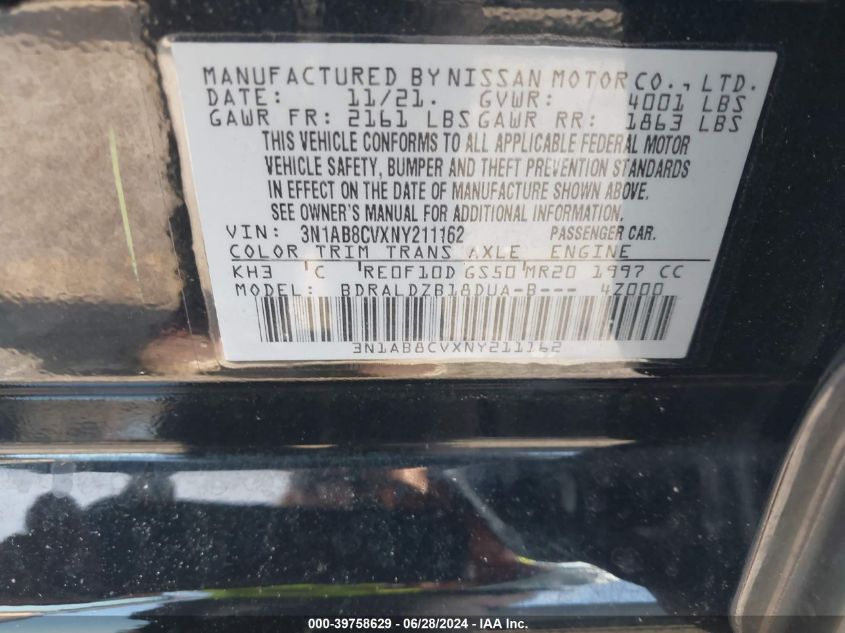 MANUFACTURED BY NISSAN MOTOR CO., LTD.
DATE: 11/21. GVWR: 4001 LBS
GAWR FR: 2161 LBS GAWR RR: 1863 LBS
THIS VEHICLE CONFORMS TO ALL APPLICABLE FEDERAL MOTOR
VEHICLE SAFETY, BUMPER AND THEFT PREVENTION STANDARDS
IN EFFECT ON THE DATE OF MANUFACTURE SHOWN ABOVE.
SEE OWNER'S MANUAL FOR ADDITIONAL INFORMATION.
VIN: 3N1AB8CVXNY211162 PASSENGER CAR.
COLOR TRIM TRANS AXLE ENGINE
KH3 'C 'RE0F10D GS50 MR20 1997 CC
MODEL: BDRALDZB18DUA-B--- 4Z000
3N1AB8CVXNY211162
000-39758629 / 06/28/2024 - IAA Inc.